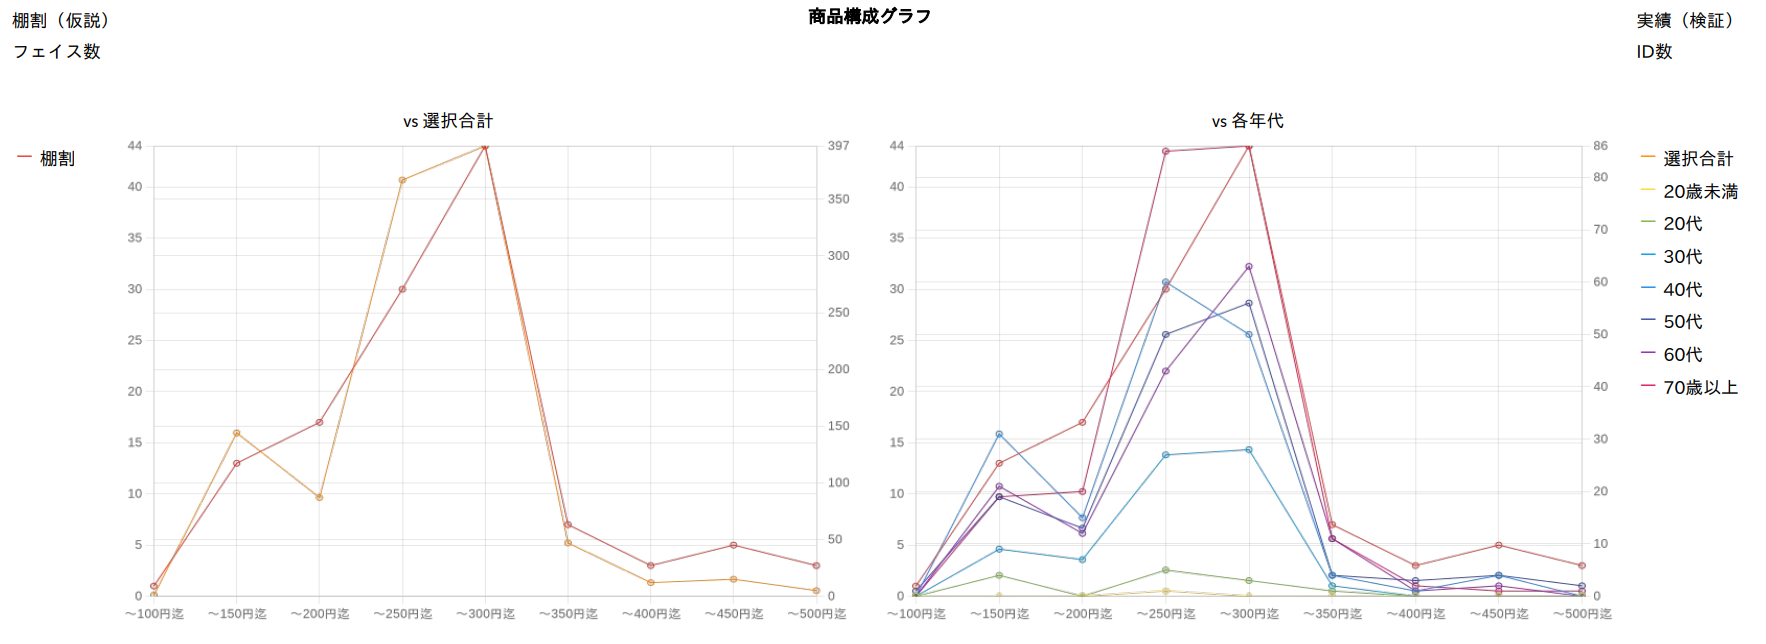 棚割（仮説）
商品構成グラフ
実績（検証）
フェイス数
ID数
vs 選択合計
vs 各年代
棚割
44
40
35
30
25
20
15
10
5
0
397
350
300
250
200
150
100
50
0
～100円迄 ～150円迄 ～200円迄 ～250円迄 ～300円迄 ～350円迄 ～400円迄 ～450円迄 ～500円迄
44
40
35
30
25
20
15
10
5
0
86
80
70
60
50
40
30
20
10
0
～100円迄 ～150円迄 ～200円迄 ～250円迄 ～300円迄 ～350円迄 ～400円迄 ～450円迄 ～500円迄
選択合計
20歳未満
20代
30代
40代
50代
60代
70歳以上